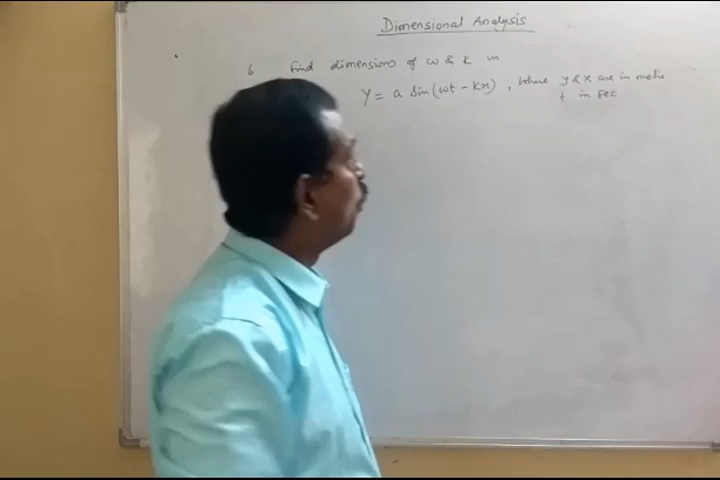 Dimensional Analysis
6 Find dimensions of ω & k in
Y = a Sin(ωt - kx), where y & x are in metre
t in sec